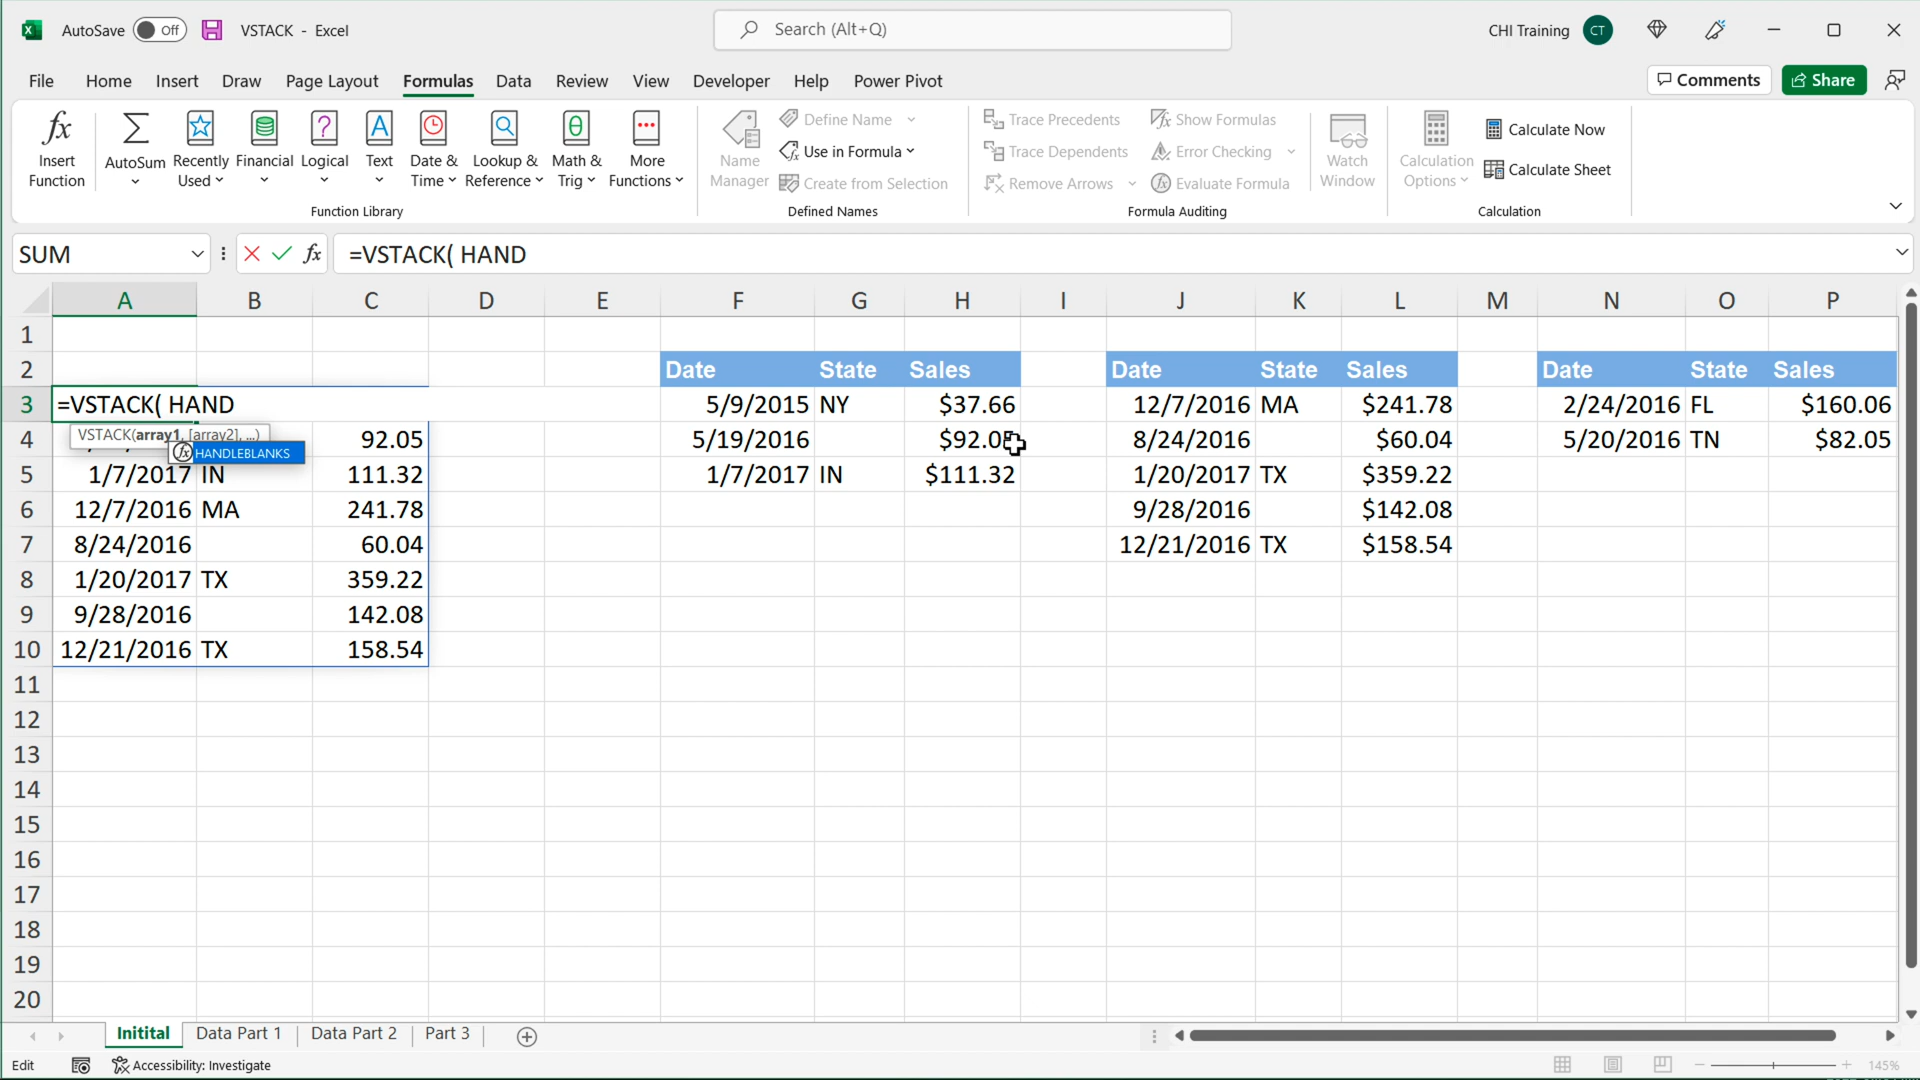 AutoSave Off VSTACK - Excel Search (Alt+Q) CHI Training CT
File Home Insert Draw Page Layout Formulas Data Review View Developer Help Power Pivot Comments Share
Insert Function
AutoSum
Recently Used
Financial
Logical
Text
Date & Time
Lookup & Reference
Math & Trig
More Functions
Function Library
Name Manager
Define Name
Use in Formula
Create from Selection
Defined Names
Trace Precedents
Trace Dependents
Remove Arrows
Show Formulas
Error Checking
Evaluate Formula
Formula Auditing
Watch Window
Calculation Options
Calculate Now
Calculate Sheet
Calculation
SUM fx =VSTACK( HAND
A B C D E F G H I J K L M N O P
1
2 Date State Sales Date State Sales Date State Sales
3 =VSTACK( HAND 5/9/2015 NY $37.66 12/7/2016 MA $241.78 2/24/2016 FL $160.06
VSTACK(array1, [array2], ...)
HANDLEBLANKS
4 92.05 5/19/2016 $92.05 8/24/2016 $60.04 5/20/2016 TN $82.05
5 1/7/2017 IN 111.32 1/7/2017 IN $111.32 1/20/2017 TX $359.22
6 12/7/2016 MA 241.78 9/28/2016 $142.08
7 8/24/2016 60.04 12/21/2016 TX $158.54
8 1/20/2017 TX 359.22
9 9/28/2016 142.08
10 12/21/2016 TX 158.54
11
12
13
14
15
16
17
18
19
20
Initital Data Part 1 Data Part 2 Part 3
Edit Accessibility: Investigate 145%